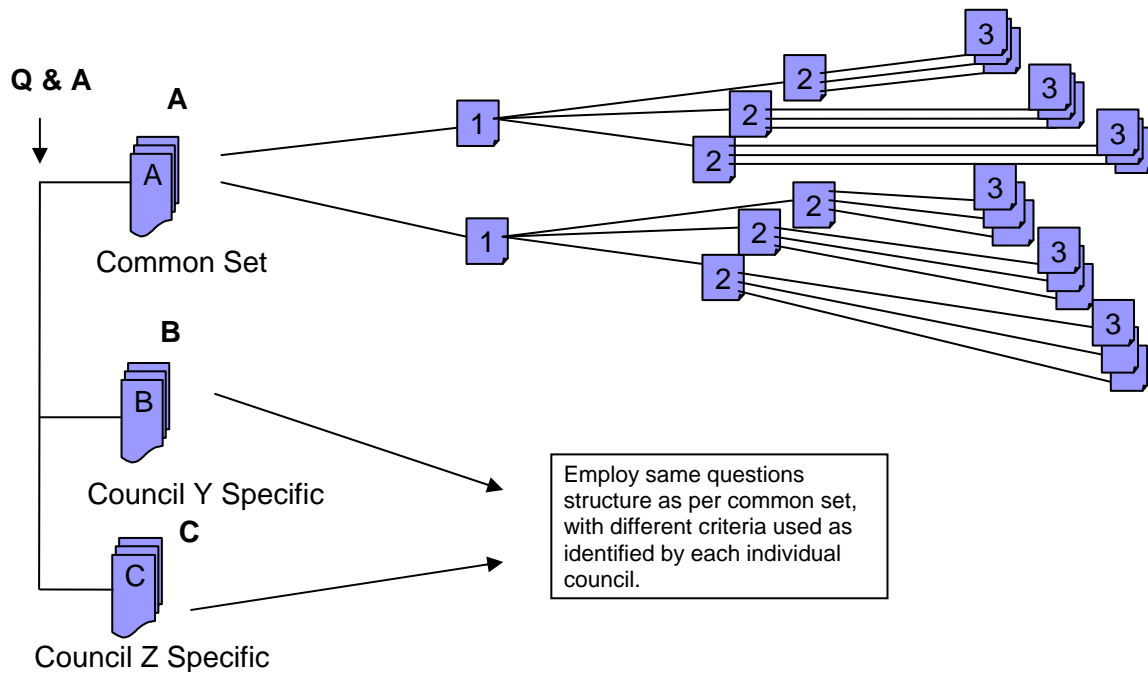 Q & A
A
A
Common Set
1
2
3
2
3
2
3
1
2
3
2
3
2
3
B
B
Council Y Specific
C
C
Council Z Specific
Employ same questions
structure as per common set,
with different criteria used as
identified by each individual
council.